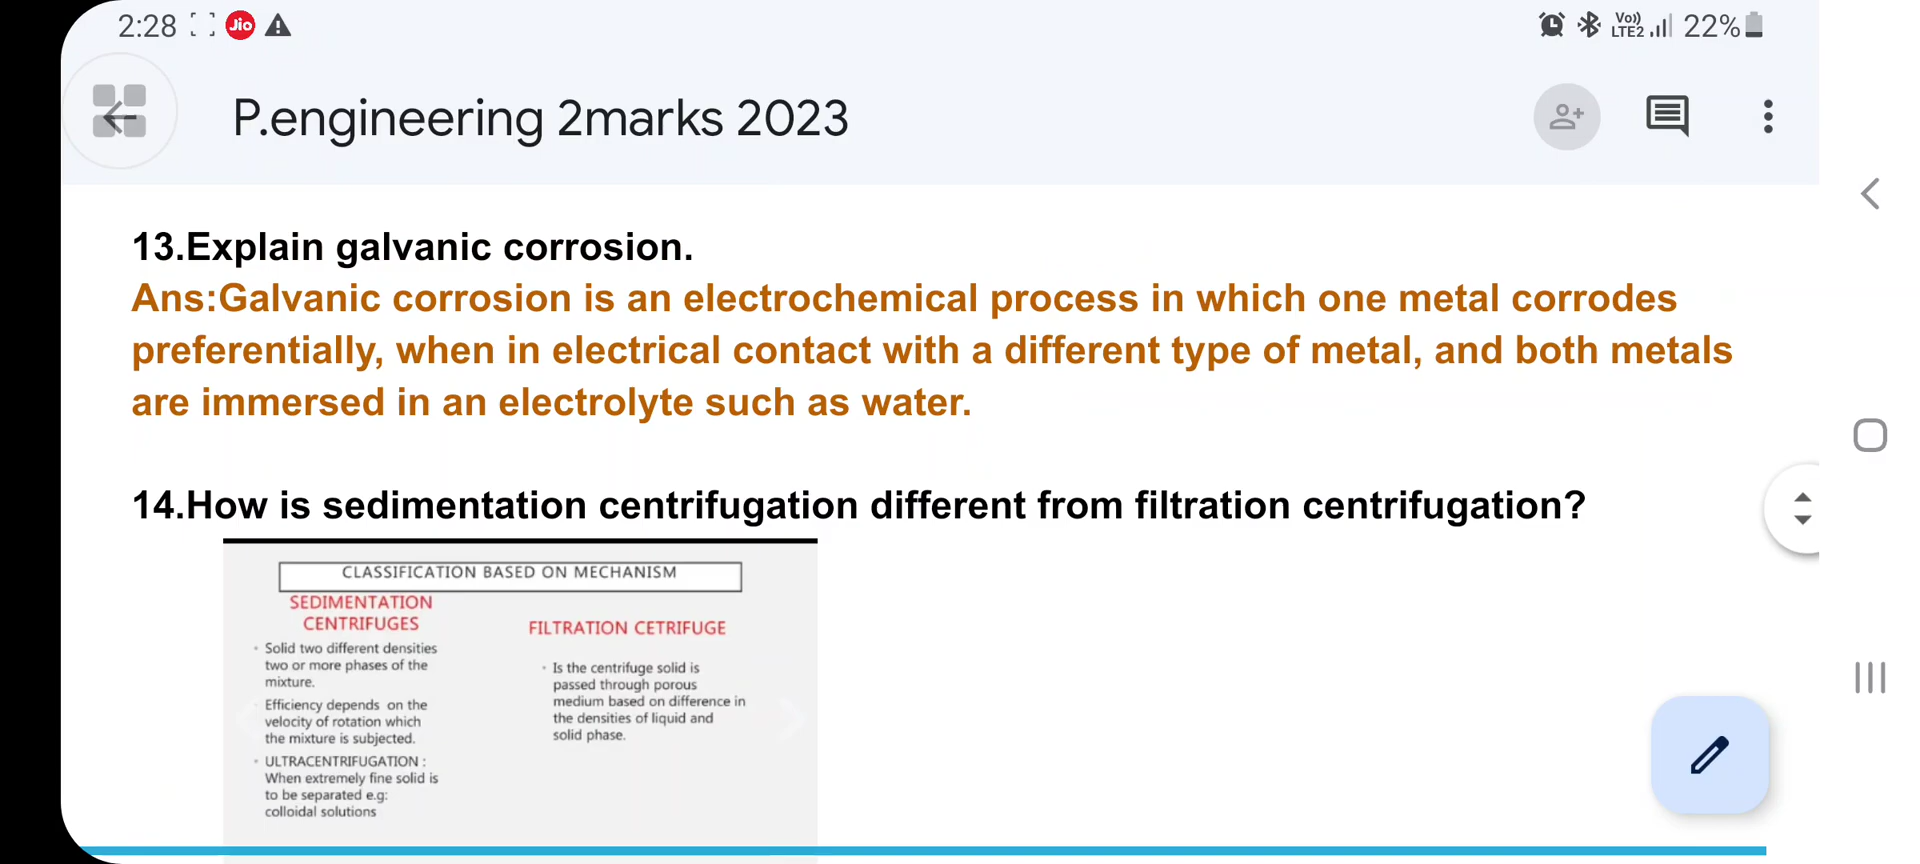 2:28 Jio Vo)) LTE2 22%
P.engineering 2marks 2023
13.Explain galvanic corrosion.
Ans:Galvanic corrosion is an electrochemical process in which one metal corrodes
preferentially, when in electrical contact with a different type of metal, and both metals
are immersed in an electrolyte such as water.
14.How is sedimentation centrifugation different from filtration centrifugation?
CLASSIFICATION BASED ON MECHANISM
SEDIMENTATION
CENTRIFUGES
• Solid two different densities
two or more phases of the
mixture.
Efficiency depends on the
velocity of rotation which
the mixture is subjected.
• ULTRACENTRIFUGATION :
When extremely fine solid is
to be separated e.g:
colloidal solutions
FILTRATION CETRIFUGE
• Is the centrifuge solid is
passed through porous
medium based on difference in
the densities of liquid and
solid phase.